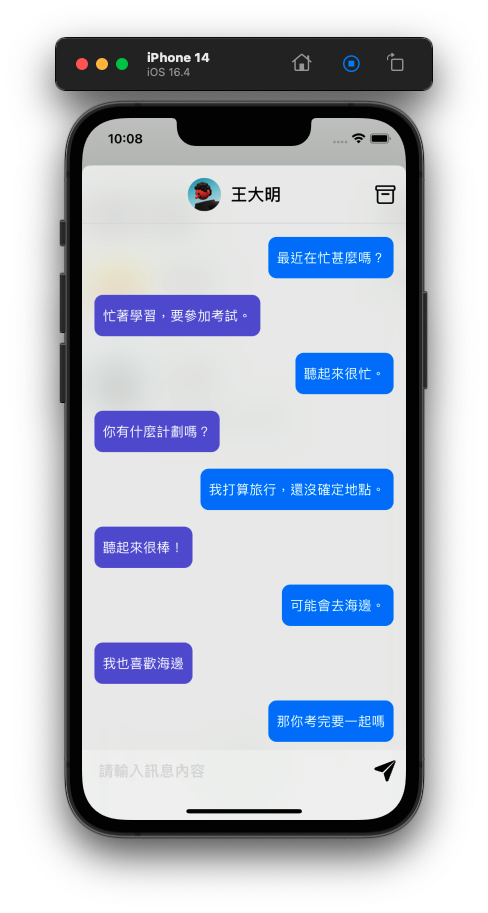 iPhone 14
iOS 16.4
10:08
王大明
最近在忙甚麼嗎？
忙著學習，要參加考試。
聽起來很忙。
你有什麼計劃嗎？
我打算旅行，還沒確定地點。
聽起來很棒！
可能會去海邊。
我也喜歡海邊
那你考完要一起嗎
請輸入訊息內容